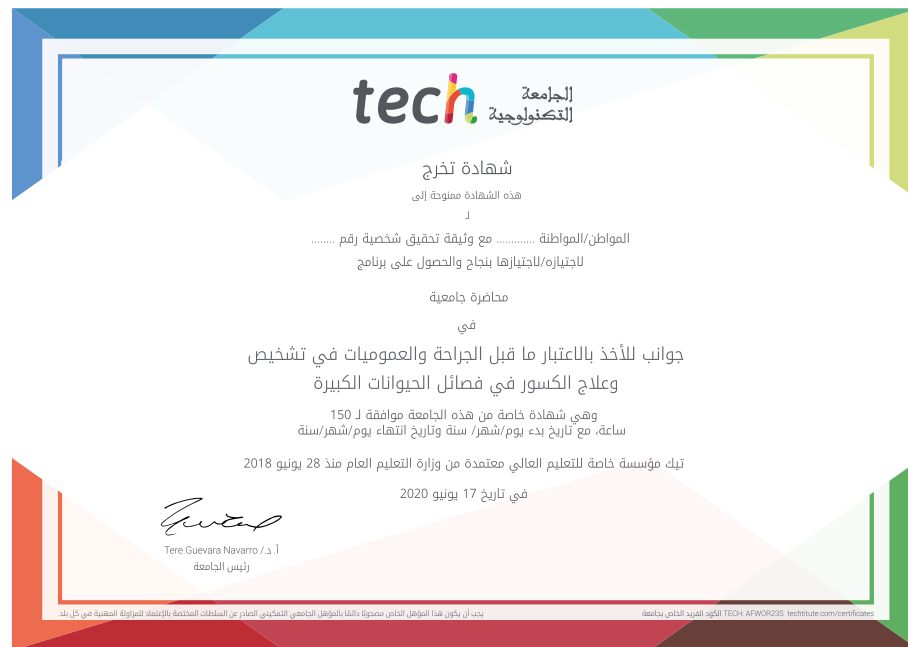 tech
الجامعة
التكنولوجية
شهادة تخرج
هذه الشهادة ممنوحة إلى
لـ
المواطن/المواطنة ............. مع وثيقة تحقيق شخصية رقم ........
لاجتيازه/لاجتيازها بنجاح والحصول على برنامج
محاضرة جامعية
في
جوانب للأخذ بالاعتبار ما قبل الجراحة والعموميات في تشخيص
وعلاج الكسور في فصائل الحيوانات الكبيرة
وهي شهادة خاصة من هذه الجامعة موافقة لـ 150
ساعة، مع تاريخ بدء يوم/شهر/ سنة وتاريخ انتهاء يوم/شهر/سنة
تيك مؤسسة خاصة للتعليم العالي معتمدة من وزارة التعليم العام منذ 28 يونيو 2018
في تاريخ 17 يونيو 2020
أ. د./ Tere Guevara Navarro
رئيس الجامعة
يجب أن يكون هذا المؤهل الخاص مصحوبًا دائمًا بالمؤهل الجامعي التمكيني الصادر عن السلطات المختصة بالإعتماد للمزاولة المهنية في كل بلد.
الكود الفريد الخاص بجامعة TECH: AFWOR23S techtitute.com/certificates